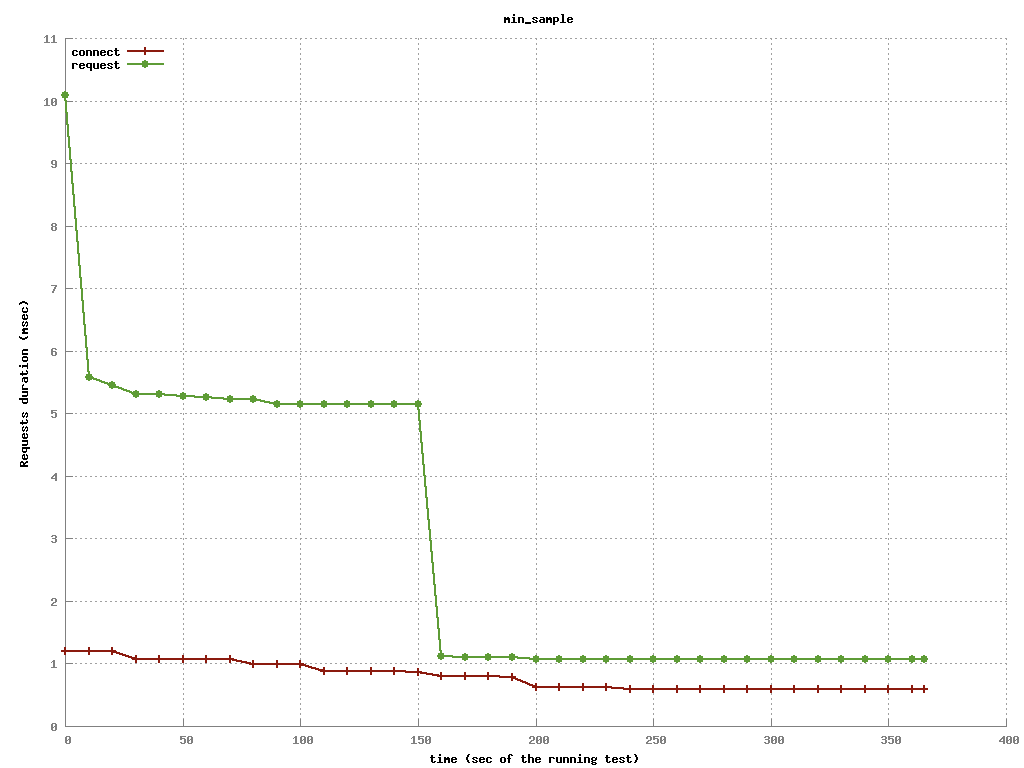 min_sample
11
connect
request
10
9
8
7
6
5
4
3
2
1
0
Requests duration (msec)
0 50 100 150 200 250 300 350 400
time (sec of the running test)